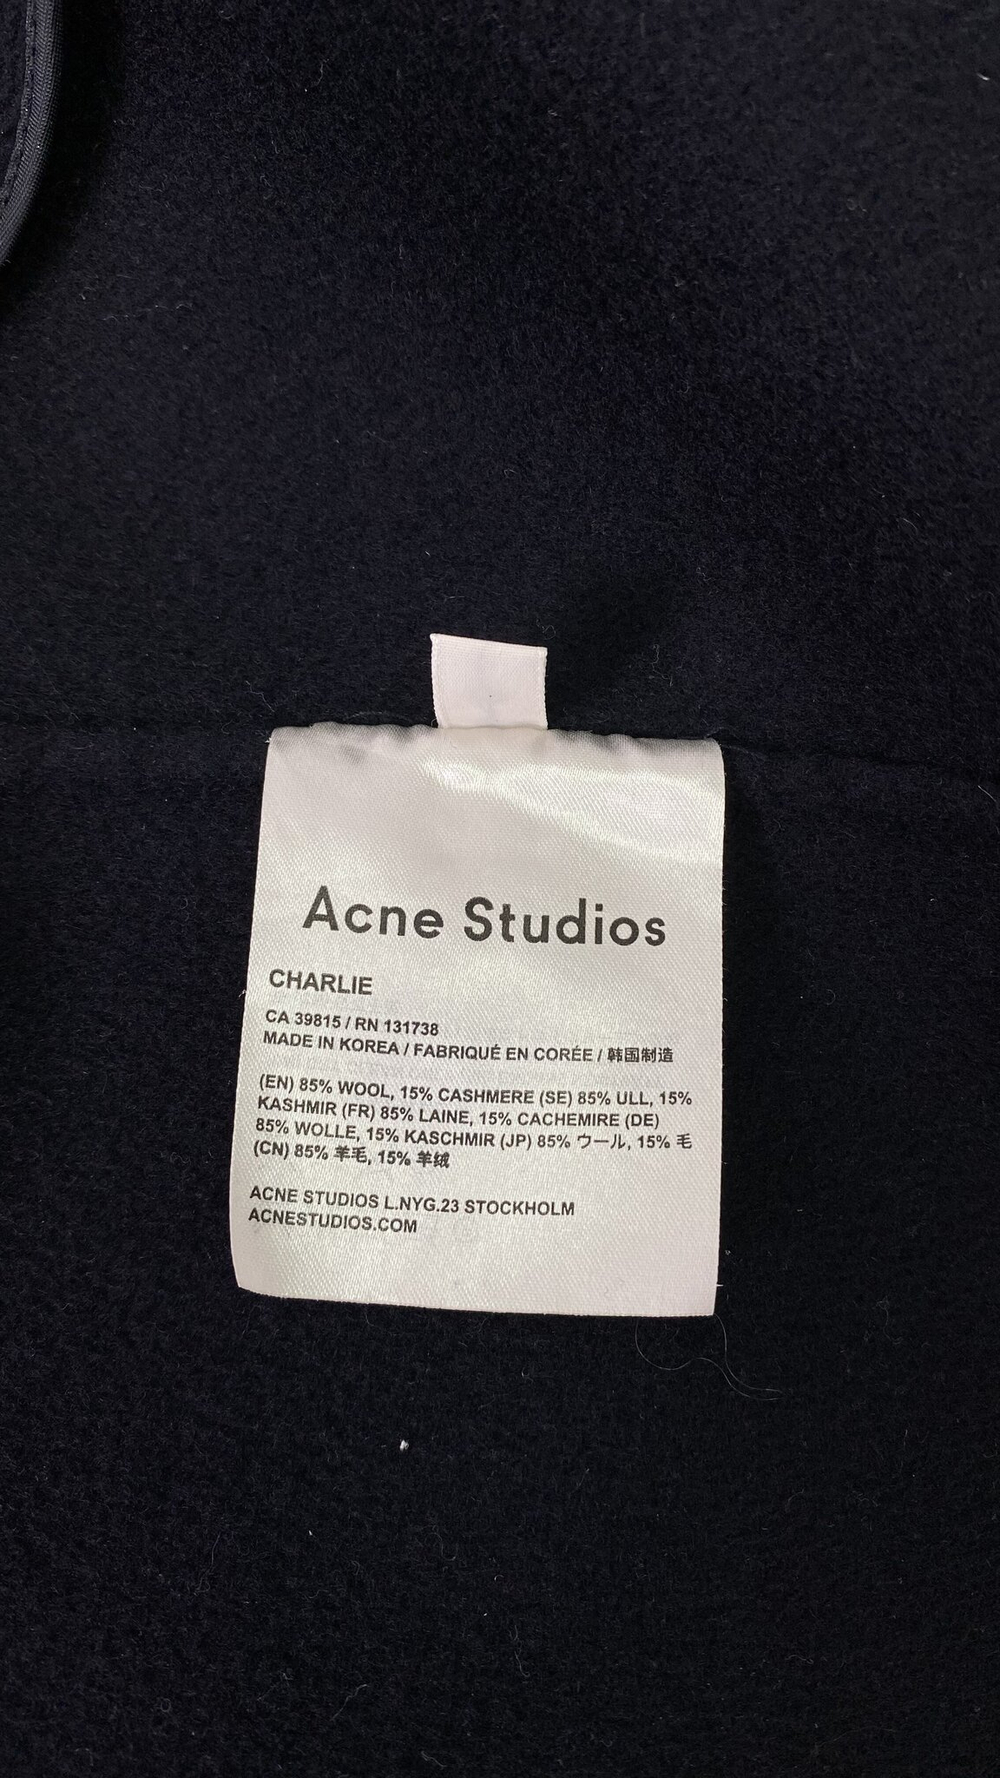 Acne Studios
CHARLIE
CA 39815 / RN 131738
MADE IN KOREA / FABRIQUÉ EN CORÉE / 韩国制造
(EN) 85% WOOL, 15% CASHMERE (SE) 85% ULL, 15%
KASHMIR (FR) 85% LAINE, 15% CACHEMIRE (DE)
85% WOLLE, 15% KASCHMIR (JP) 85% ウール, 15% 毛
(CN) 85% 羊毛, 15% 羊绒
ACNE STUDIOS L.NYG.23 STOCKHOLM
ACNESTUDIOS.COM